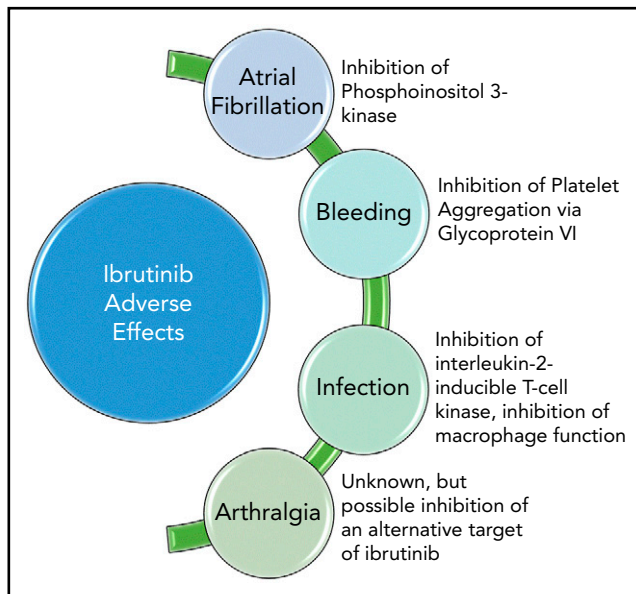 Atrial
Fibrillation
Inhibition of
Phosphoinositol 3-
kinase
Bleeding
Inhibition of Platelet
Aggregation via
Glycoprotein VI
Ibrutinib
Adverse
Effects
Infection
Inhibition of
interleukin-2-
inducible T-cell
kinase, inhibition of
macrophage function
Arthralgia
Unknown, but
possible inhibition of
an alternative target
of ibrutinib